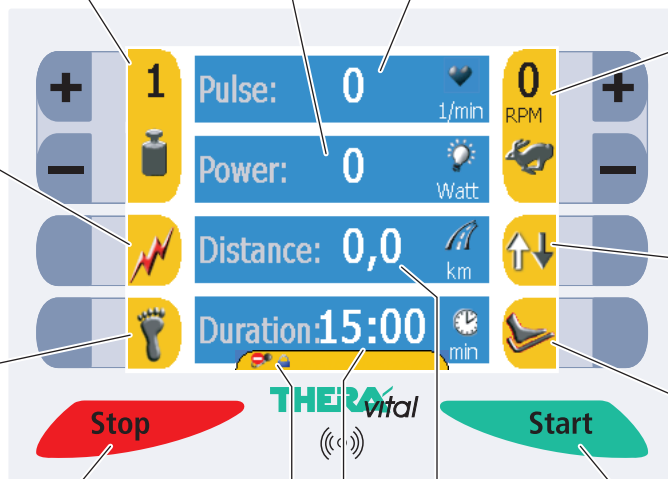 + 1 Pulse: 0 1/min 0 RPM +
− Power: 0 Watt −
Distance: 0,0 km
Duration: 15:00 min
THERA vital
Stop Start